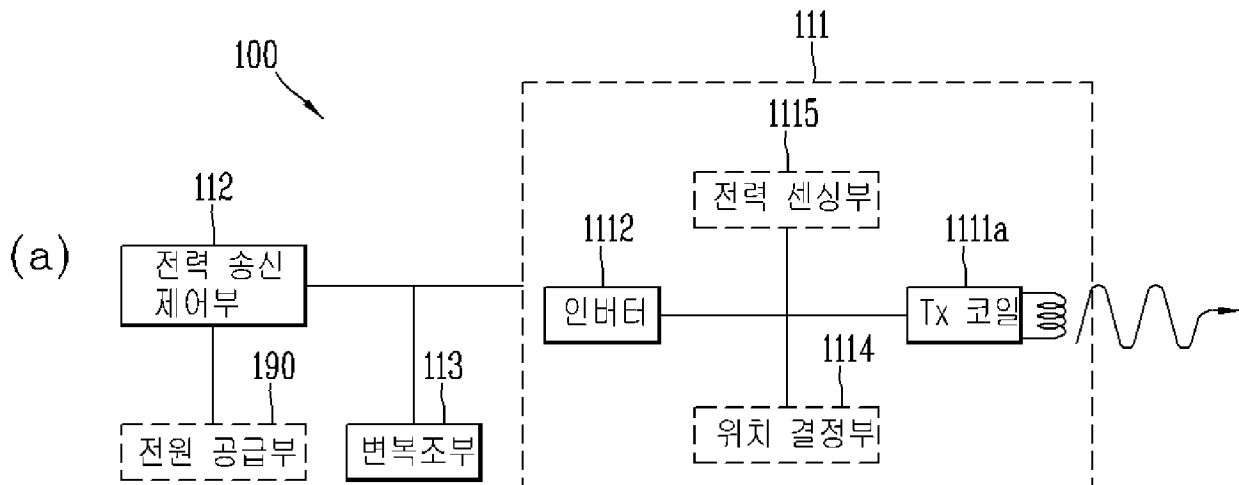 100
111
1115
전력 센싱부
112
1112
1111a
(a)
전력 송신
제어부
인버터
Tx 코일
190
113
1114
전원 공급부
변복조부
위치 결정부